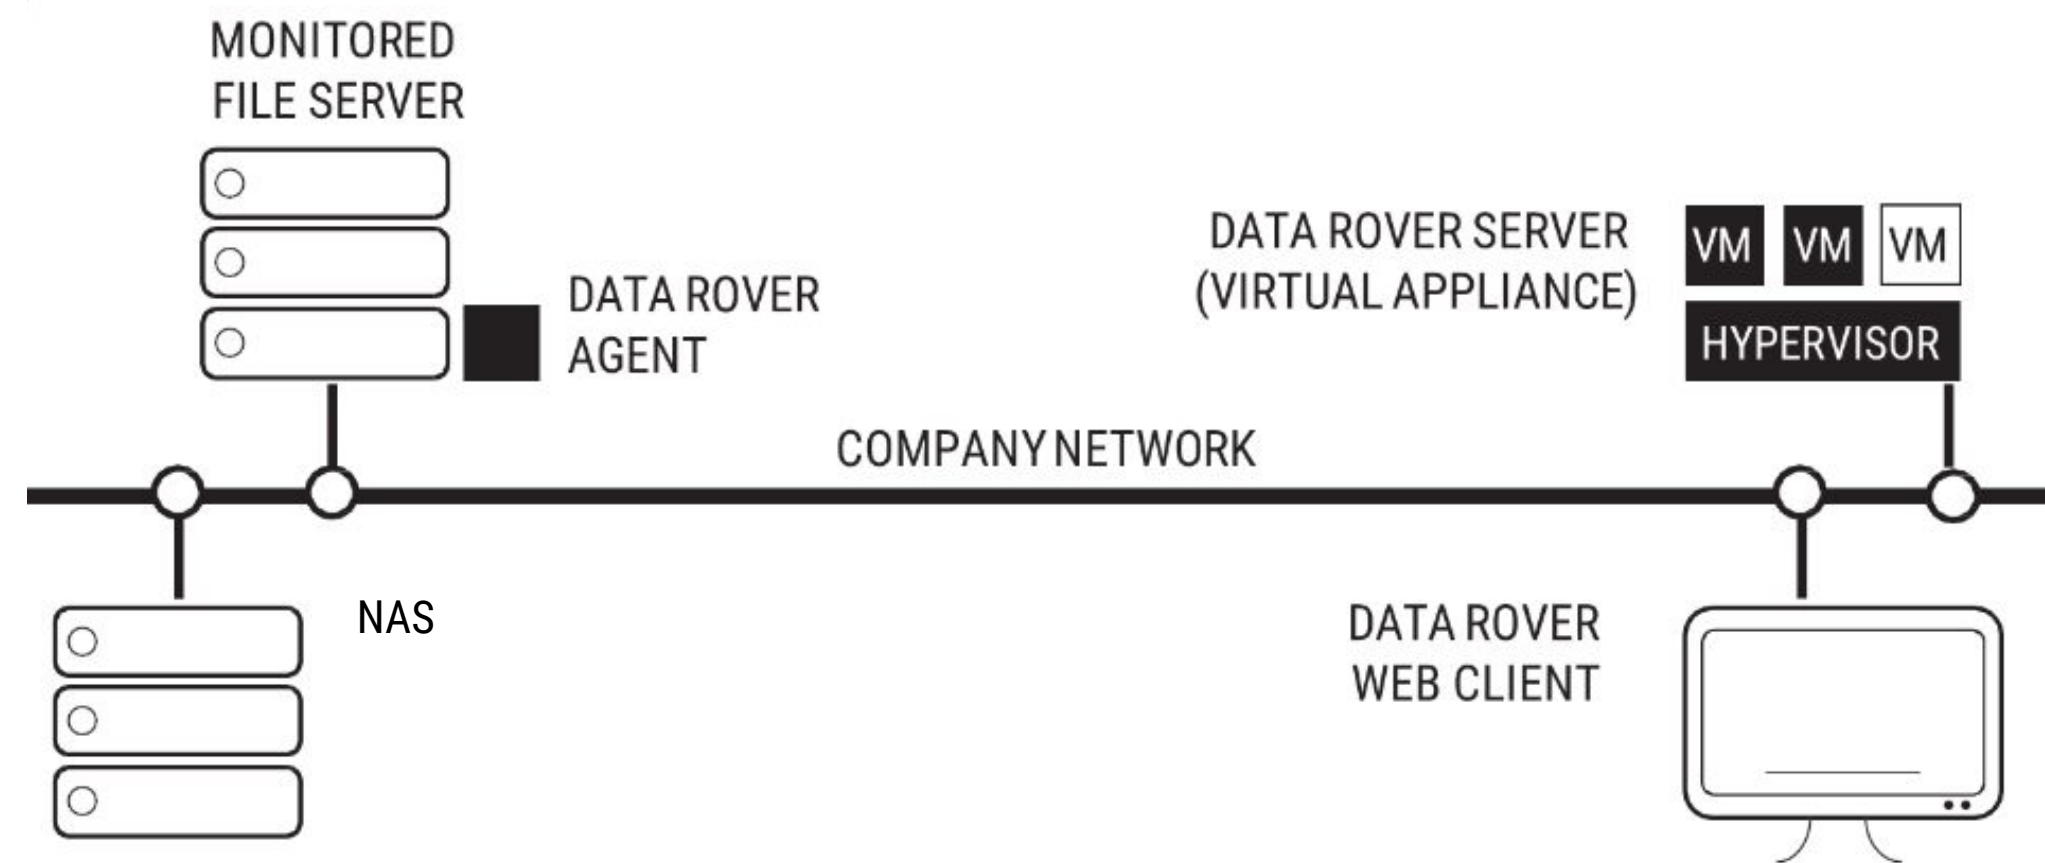 MONITORED
FILE SERVER
DATA ROVER
AGENT
DATA ROVER SERVER
(VIRTUAL APPLIANCE)
VM VM VM
HYPERVISOR
COMPANY NETWORK
NAS
DATA ROVER
WEB CLIENT